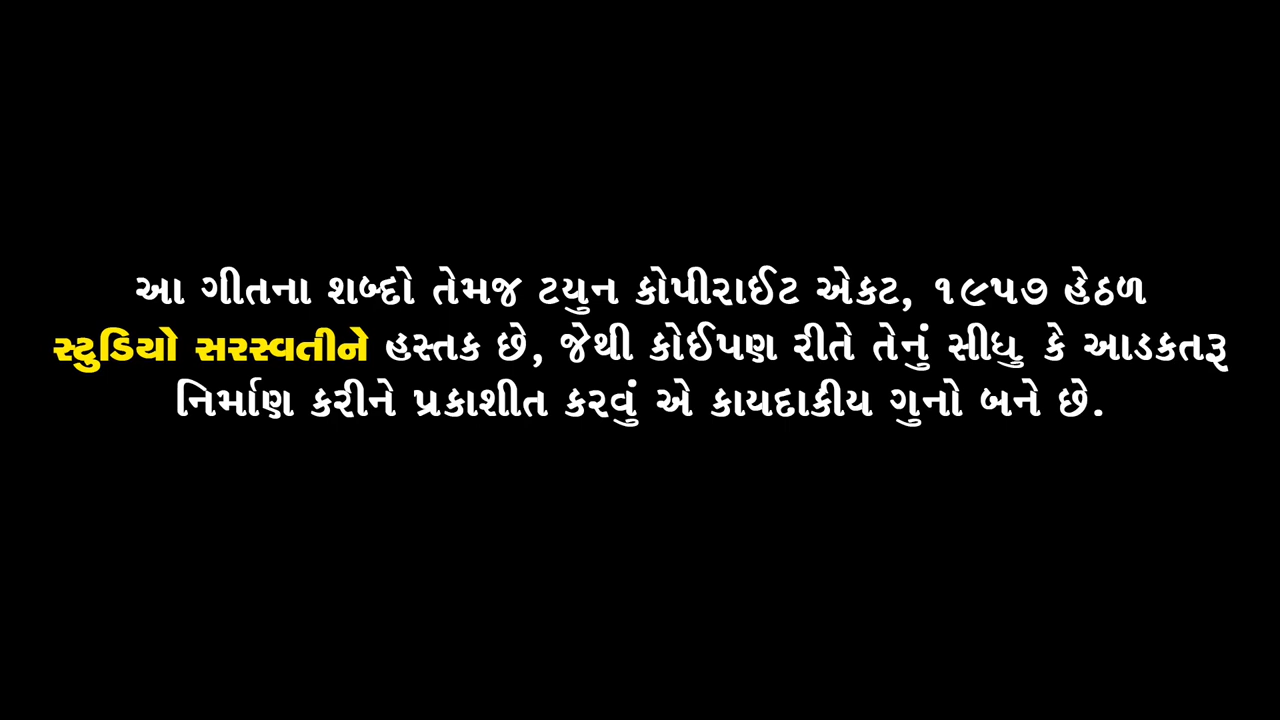 આ ગીતના શબ્દો તેમજ ટયુન કોપીરાઈટ એકટ, ૧૯૫૭ હેઠળ
સ્ટુડિયો સરસ્વતીને હસ્તક છે, જેથી કોઈપણ રીતે તેનું સીધુ કે આડકતરૂ
નિર્માણ કરીને પ્રકાશીત કરવું એ કાયદાકીય ગુનો બને છે.